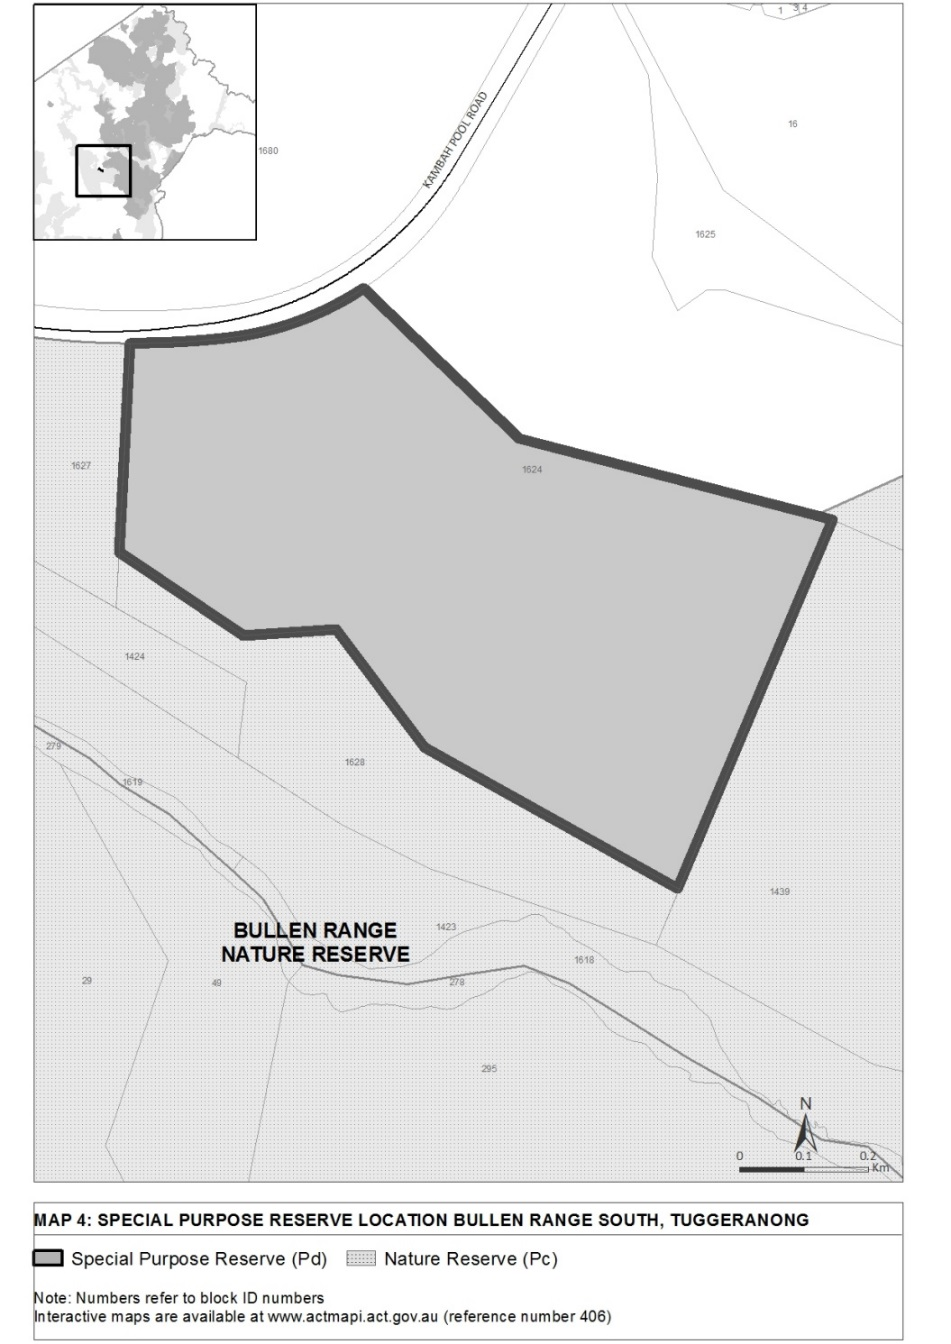 1 3 4
16
1680
KAMBAH POOL ROAD
1625
1627
1624
1424
279
1619
1628
1439
BULLEN RANGE
NATURE RESERVE
1423
1618
29
49
278
295
N
0 0.1 0.2
Km
MAP 4: SPECIAL PURPOSE RESERVE LOCATION BULLEN RANGE SOUTH, TUGGERANONG
Special Purpose Reserve (Pd) Nature Reserve (Pc)
Note: Numbers refer to block ID numbers
Interactive maps are available at www.actmapi.act.gov.au (reference number 406)